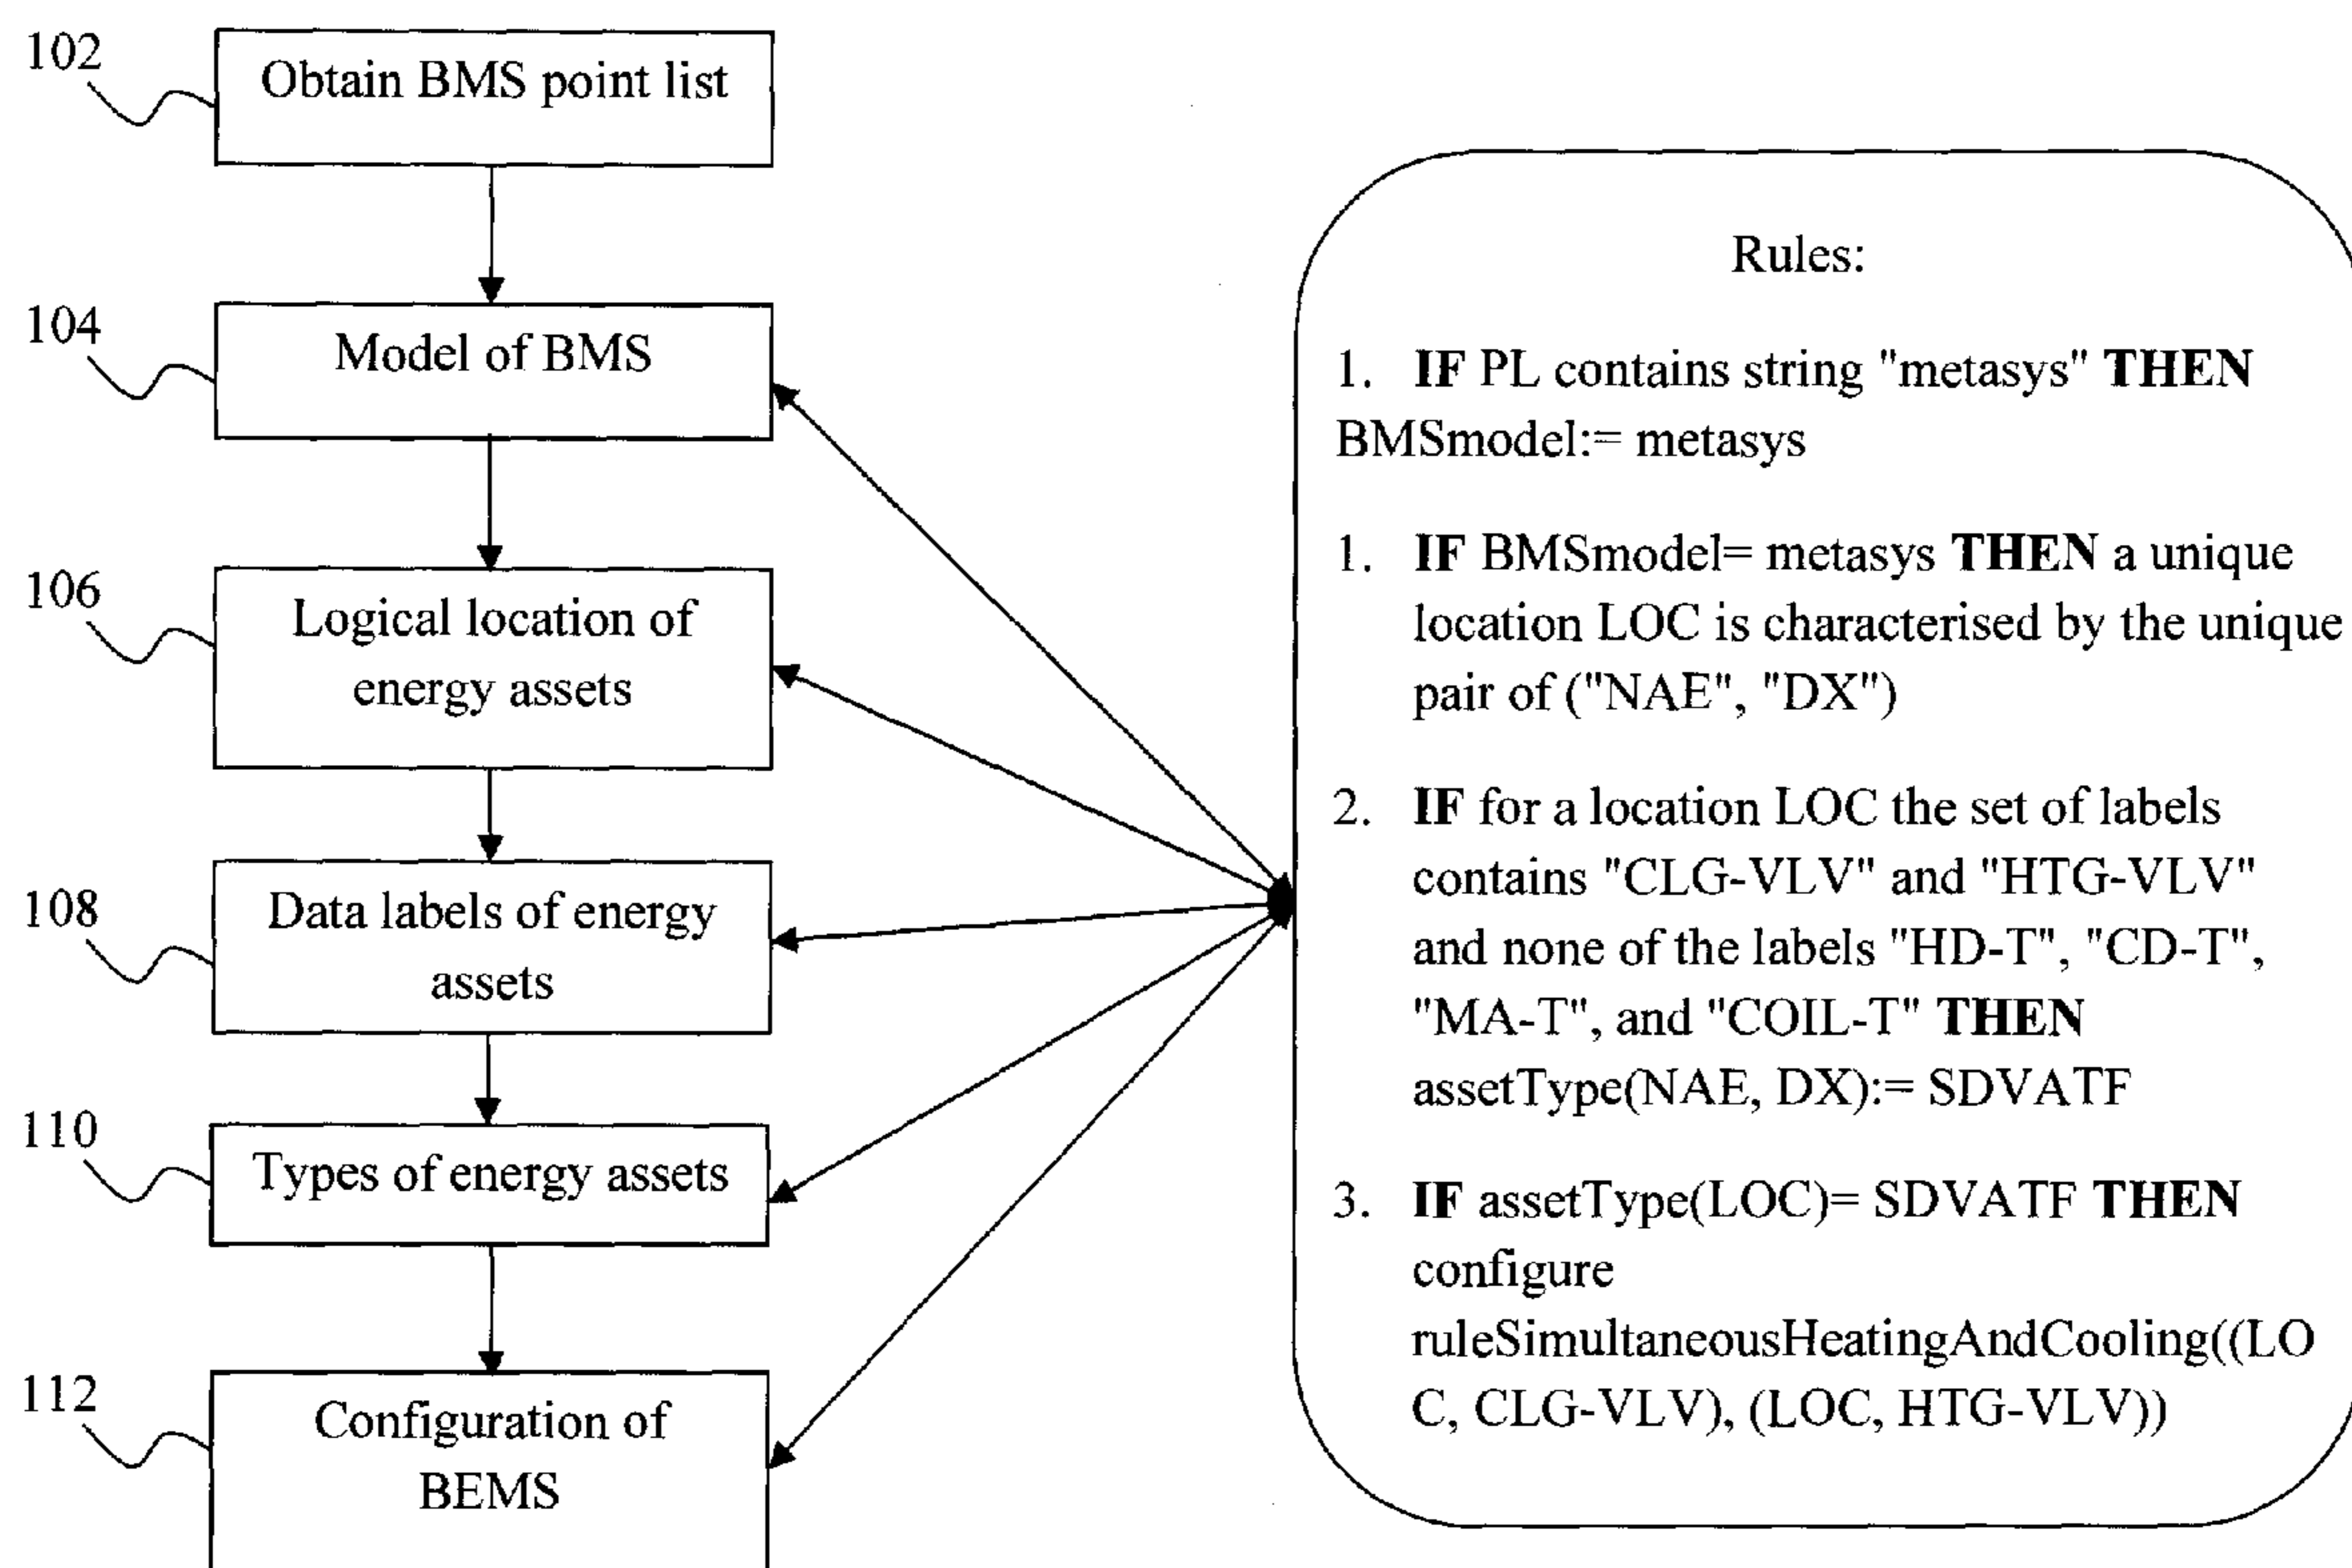 102
Obtain BMS point list
104
Model of BMS
106
Logical location of
energy assets
108
Data labels of energy
assets
110
Types of energy assets
112
Configuration of
BEMS
Rules:
1. IF PL contains string "metasys" THEN
BMSmodel:= metasys
1. IF BMSmodel= metasys THEN a unique
location LOC is characterised by the unique
pair of ("NAE", "DX")
2. IF for a location LOC the set of labels
contains "CLG-VLV" and "HTG-VLV"
and none of the labels "HD-T", "CD-T",
"MA-T", and "COIL-T" THEN
assetType(NAE, DX):= SDVATF
3. IF assetType(LOC)= SDVATF THEN
configure
ruleSimultaneousHeatingAndCooling((LO
C, CLG-VLV), (LOC, HTG-VLV))